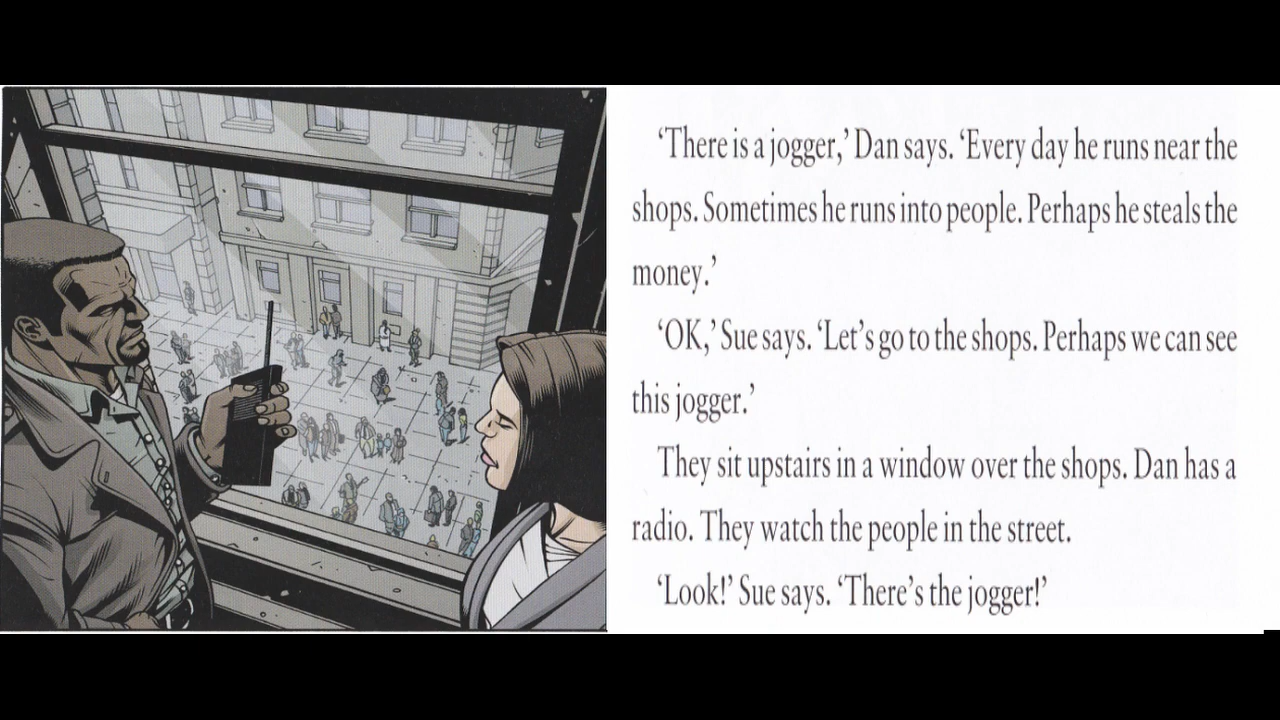 ‘There is a jogger,’ Dan says. ‘Every day he runs near the
shops. Sometimes he runs into people. Perhaps he steals the
money.’
‘OK,’ Sue says. ‘Let’s go to the shops. Perhaps we can see
this jogger.’
They sit upstairs in a window over the shops. Dan has a
radio. They watch the people in the street.
‘Look!’ Sue says. ‘There’s the jogger!’